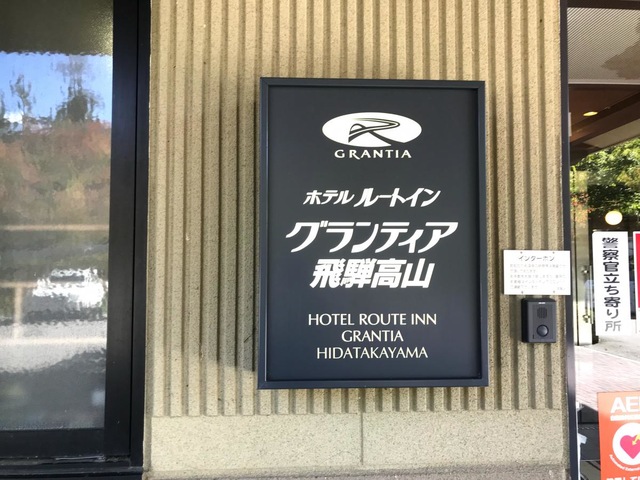 GRANTIA
ホテル ルートイン
グランティア
飛騨高山
HOTEL ROUTE INN
GRANTIA
HIDATAKAYAMA
インターホン
警察官立ち寄り所